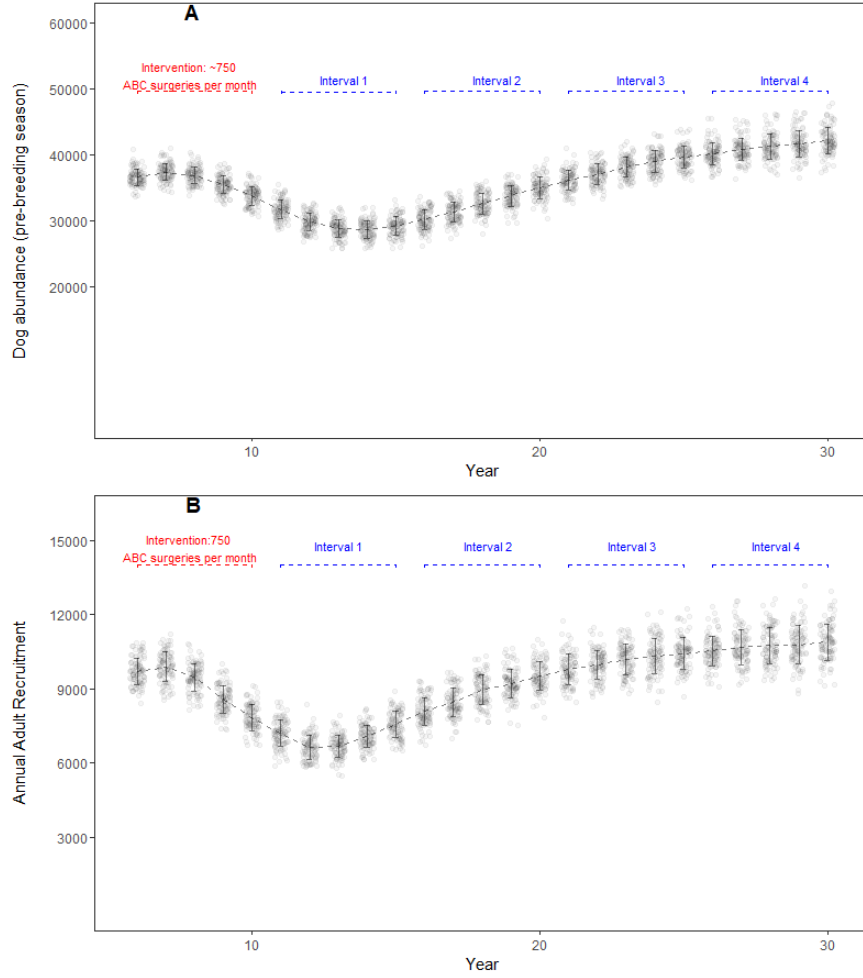 A
60000
Intervention: ~750
ABC surgeries per month
Interval 1
Interval 2
Interval 3
Interval 4
50000
40000
30000
20000
Dog abundance (pre-breeding season)
10
20
30
Year
B
15000
Intervention:750
ABC surgeries per month
Interval 1
Interval 2
Interval 3
Interval 4
12000
9000
6000
3000
Annual Adult Recruitment
10
20
30
Year